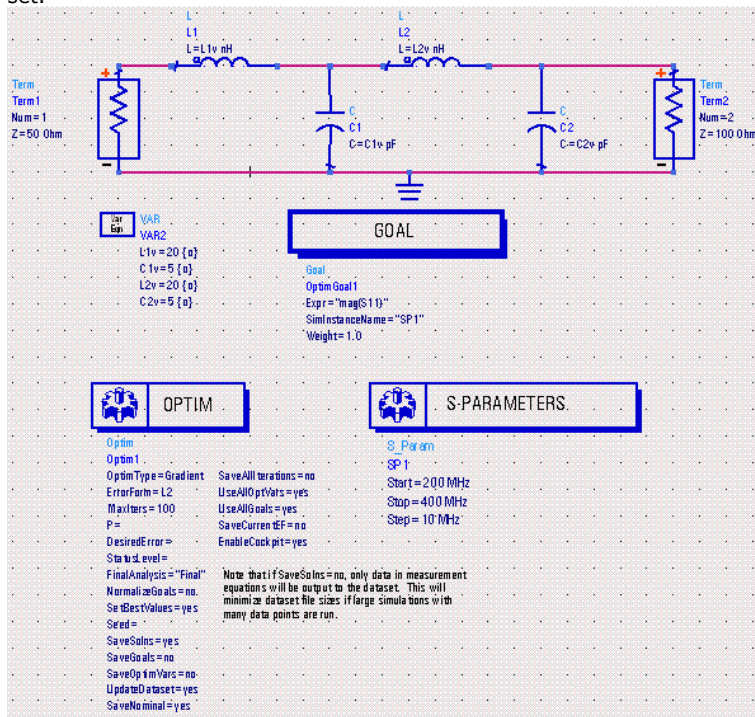 set.
L
L1
L=L1v nH
L
L2
L=L2v nH
Term
Term1
Num=1
Z=50 Ohm
C
C1
C=C1v pF
C
C2
C=C2v pF
Term
Term2
Num=2
Z=100 Ohm
Var
Eqn
VAR
VAR2
L1v=20 {o}
C1v=5 {o}
L2v=20 {o}
C2v=5 {o}
GOAL
Goal
OptimGoal1
Expr="mag(S11)"
SimInstanceName="SP1"
Weight=1.0
OPTIM
Optim
Optim1
OptimType=Gradient
ErrorForm=L2
MaxIters=100
P=
DesiredError=
StatusLevel=
FinalAnalysis="Final"
NormalizeGoals=no
SetBestValues=yes
Seed=
SaveSolns=yes
SaveGoals=no
SaveOptimVars=no
UpdateDataset=yes
SaveNominal=yes
SaveAllIterations=no
UseAllOptVars=yes
UseAllGoals=yes
SaveCurrentEF=no
EnableCockpit=yes
Note that if SaveSolns=no, only data in measurement
equations will be output to the dataset. This will
minimize dataset file sizes if large simulations with
many data points are run.
S-PARAMETERS
S_Param
SP1
Start=200 MHz
Stop=400 MHz
Step=10 MHz